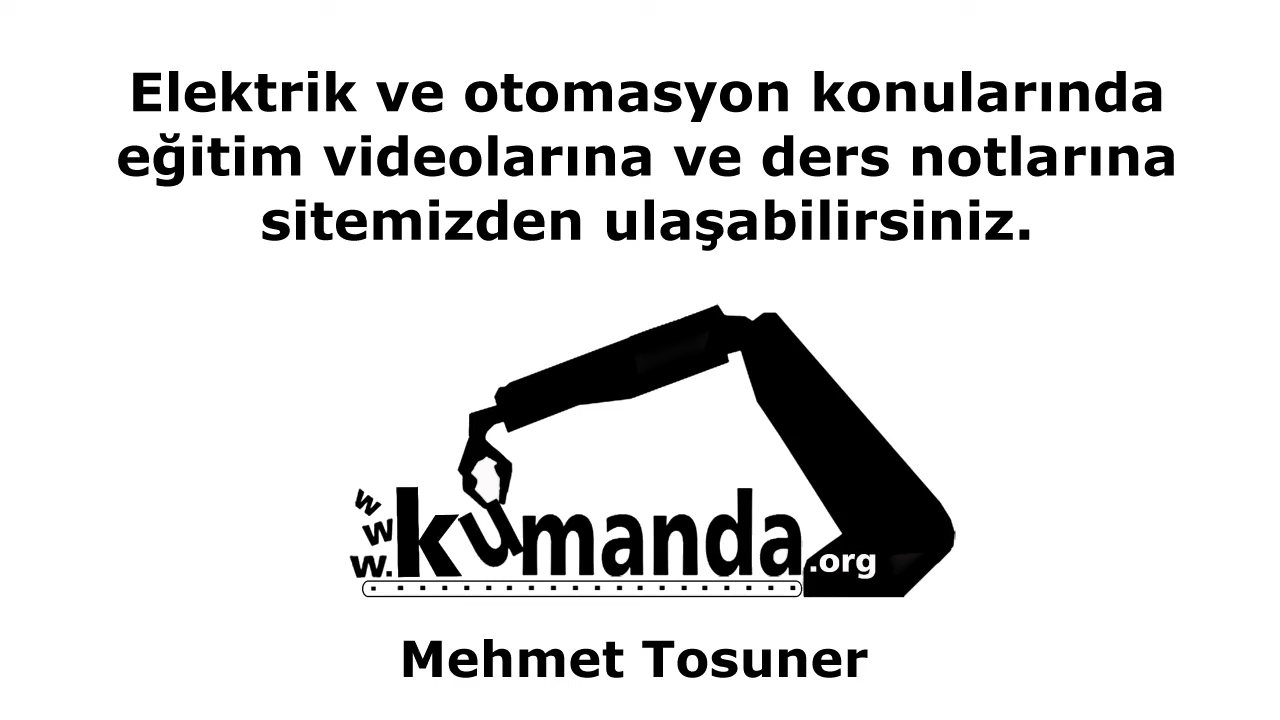 Elektrik ve otomasyon konularında
eğitim videolarına ve ders notlarına
sitemizden ulaşabilirsiniz.
www.kumanda.org
Mehmet Tosuner